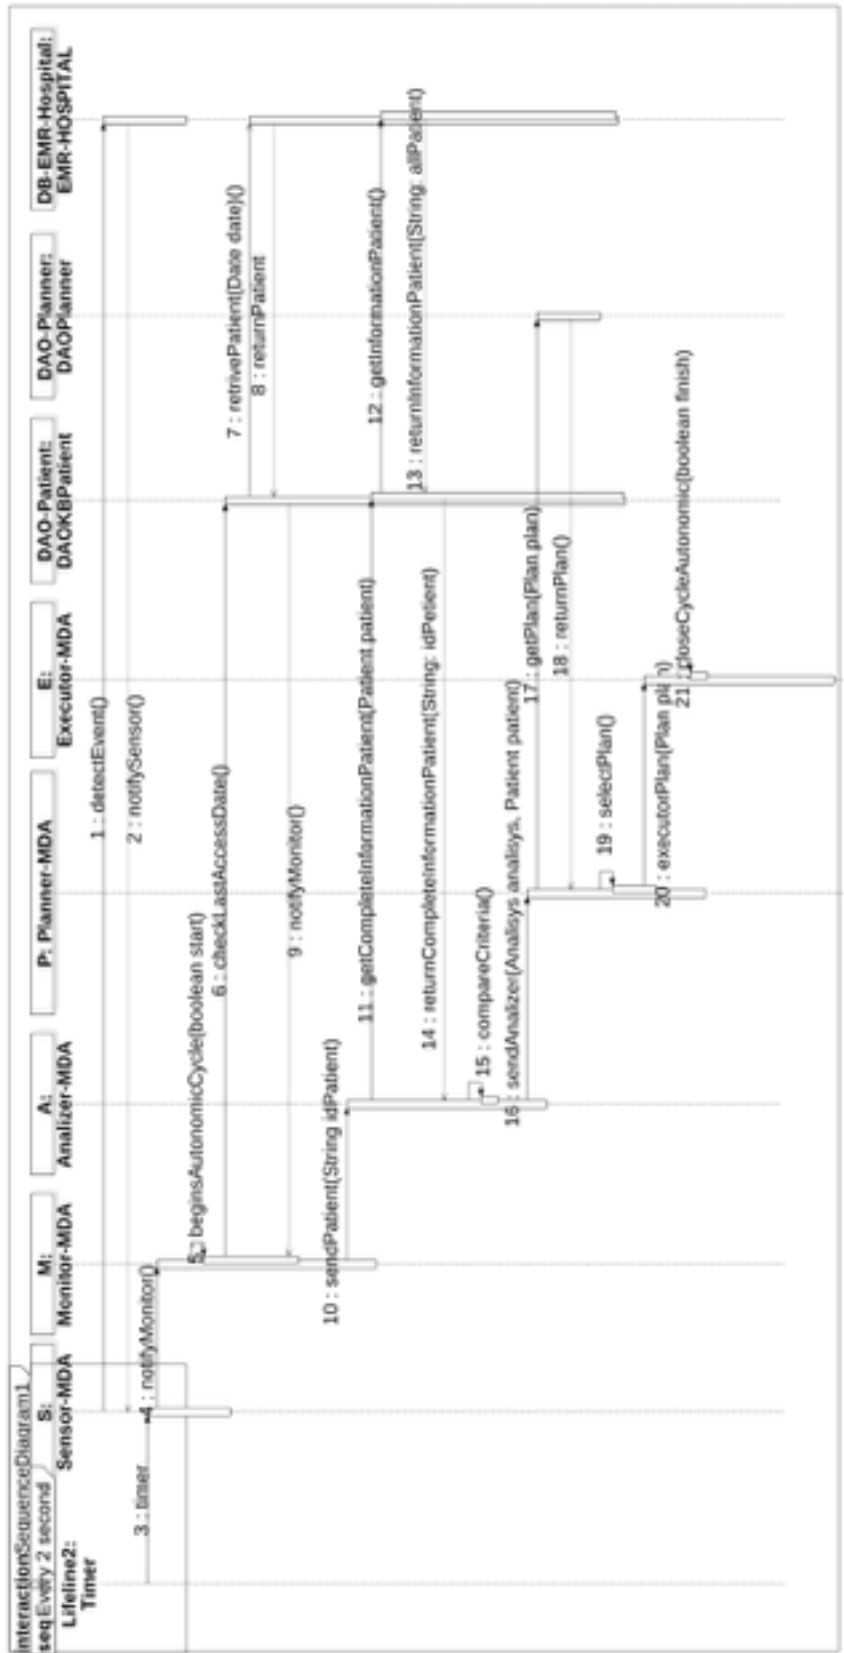 interactionSequenceDiagram1
seq Every 2 second
Lifeline2:
Timer
S:
Sensor-MDA
M:
Monitor-MDA
A:
Analizer-MDA
P: Planner-MDA
E:
Executor-MDA
DAO-Patient:
DAOKBPatient
DAO-Planner:
DAOPlanner
DB-EMR-Hospital:
EMR-HOSPITAL
1 : detectEvent()
2 : notifySensor()
3 : timer
4 : notifyMonitor()
5 : beginsAutonomicCycle(boolean start)
6 : checkLastAccessDate()
7 : retrivePatient(Date date)()
8 : returnPatient
9 : notifyMonitor()
10 : sendPatient(String idPatient)
11 : getCompleteInformationPatient(Patient patient)
12 : getInformationPatient()
13 : returnInformationPatient(String: allPatient)
14 : returnCompleteInformationPatient(String: idPetient)
15 : compareCriteria()
16 : sendAnalizer(Analisys analisys, Patient patient)
17 : getPlan(Plan plan)
18 : returnPlan()
19 : selectPlan()
20 : executorPlan(Plan plan)
21 : closeCycleAutonomic(boolean finish)